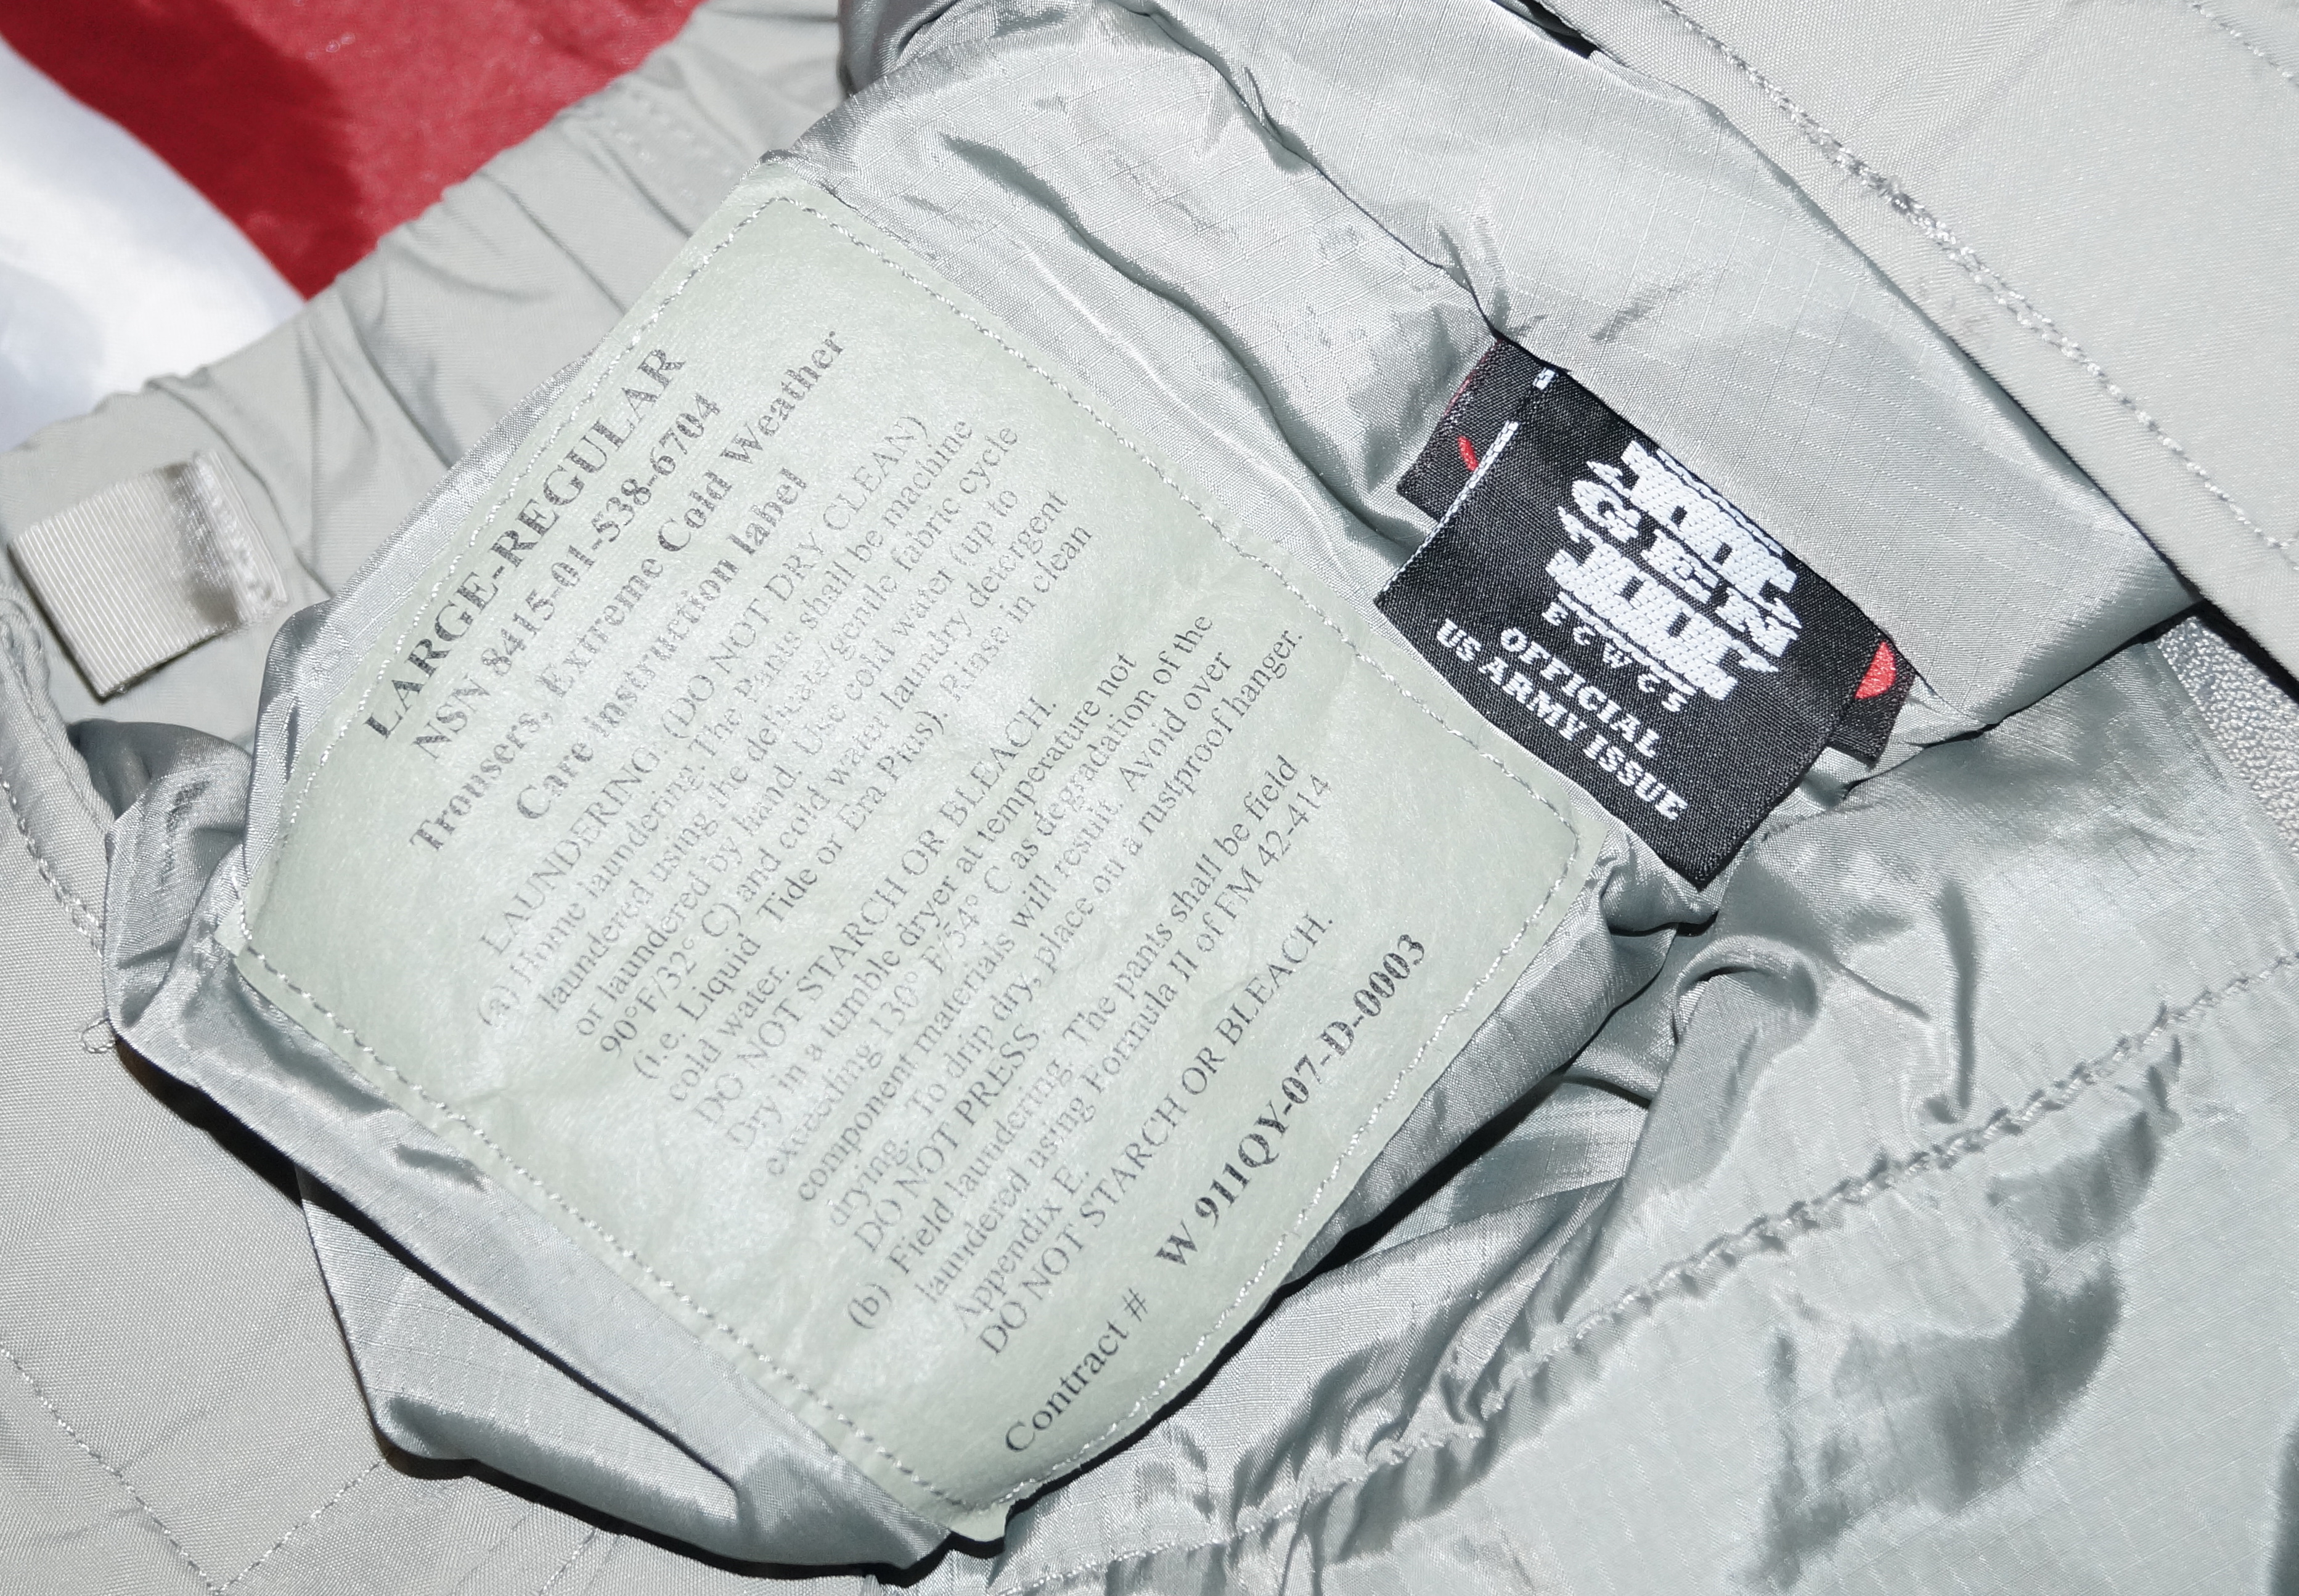 LARGE-REGULAR
NSN 8415-01-538-6704
Trousers, Extreme Cold Weather
Care instruction label
LAUNDERING. (DO NOT DRY CLEAN)
(a) Home laundering. The Pants shall be machine
laundered using the delicate/ gentle fabric cycle
or laundered by hand. Use cold water (up to
90°F/32° C) and cold water laundry detergent
(i.e. Liquid Tide or Era Plus). Rinse in clean
cold water.
DO NOT STARCH OR BLEACH.
Dry in a tumble dryer at temperature not
exceeding 130° F/54° C as degradation of the
component materials will result. Avoid over
drying. To drip dry, place on a rustproof hanger.
DO NOT PRESS.
(b) Field laundering. The pants shall be field
laundered using Formula II of FM 42-414
Appendix E.
DO NOT STARCH OR BLEACH.
Contract # W 911QY-07-D-0003
GEN
ECWCS
OFFICIAL
US ARMY ISSUE